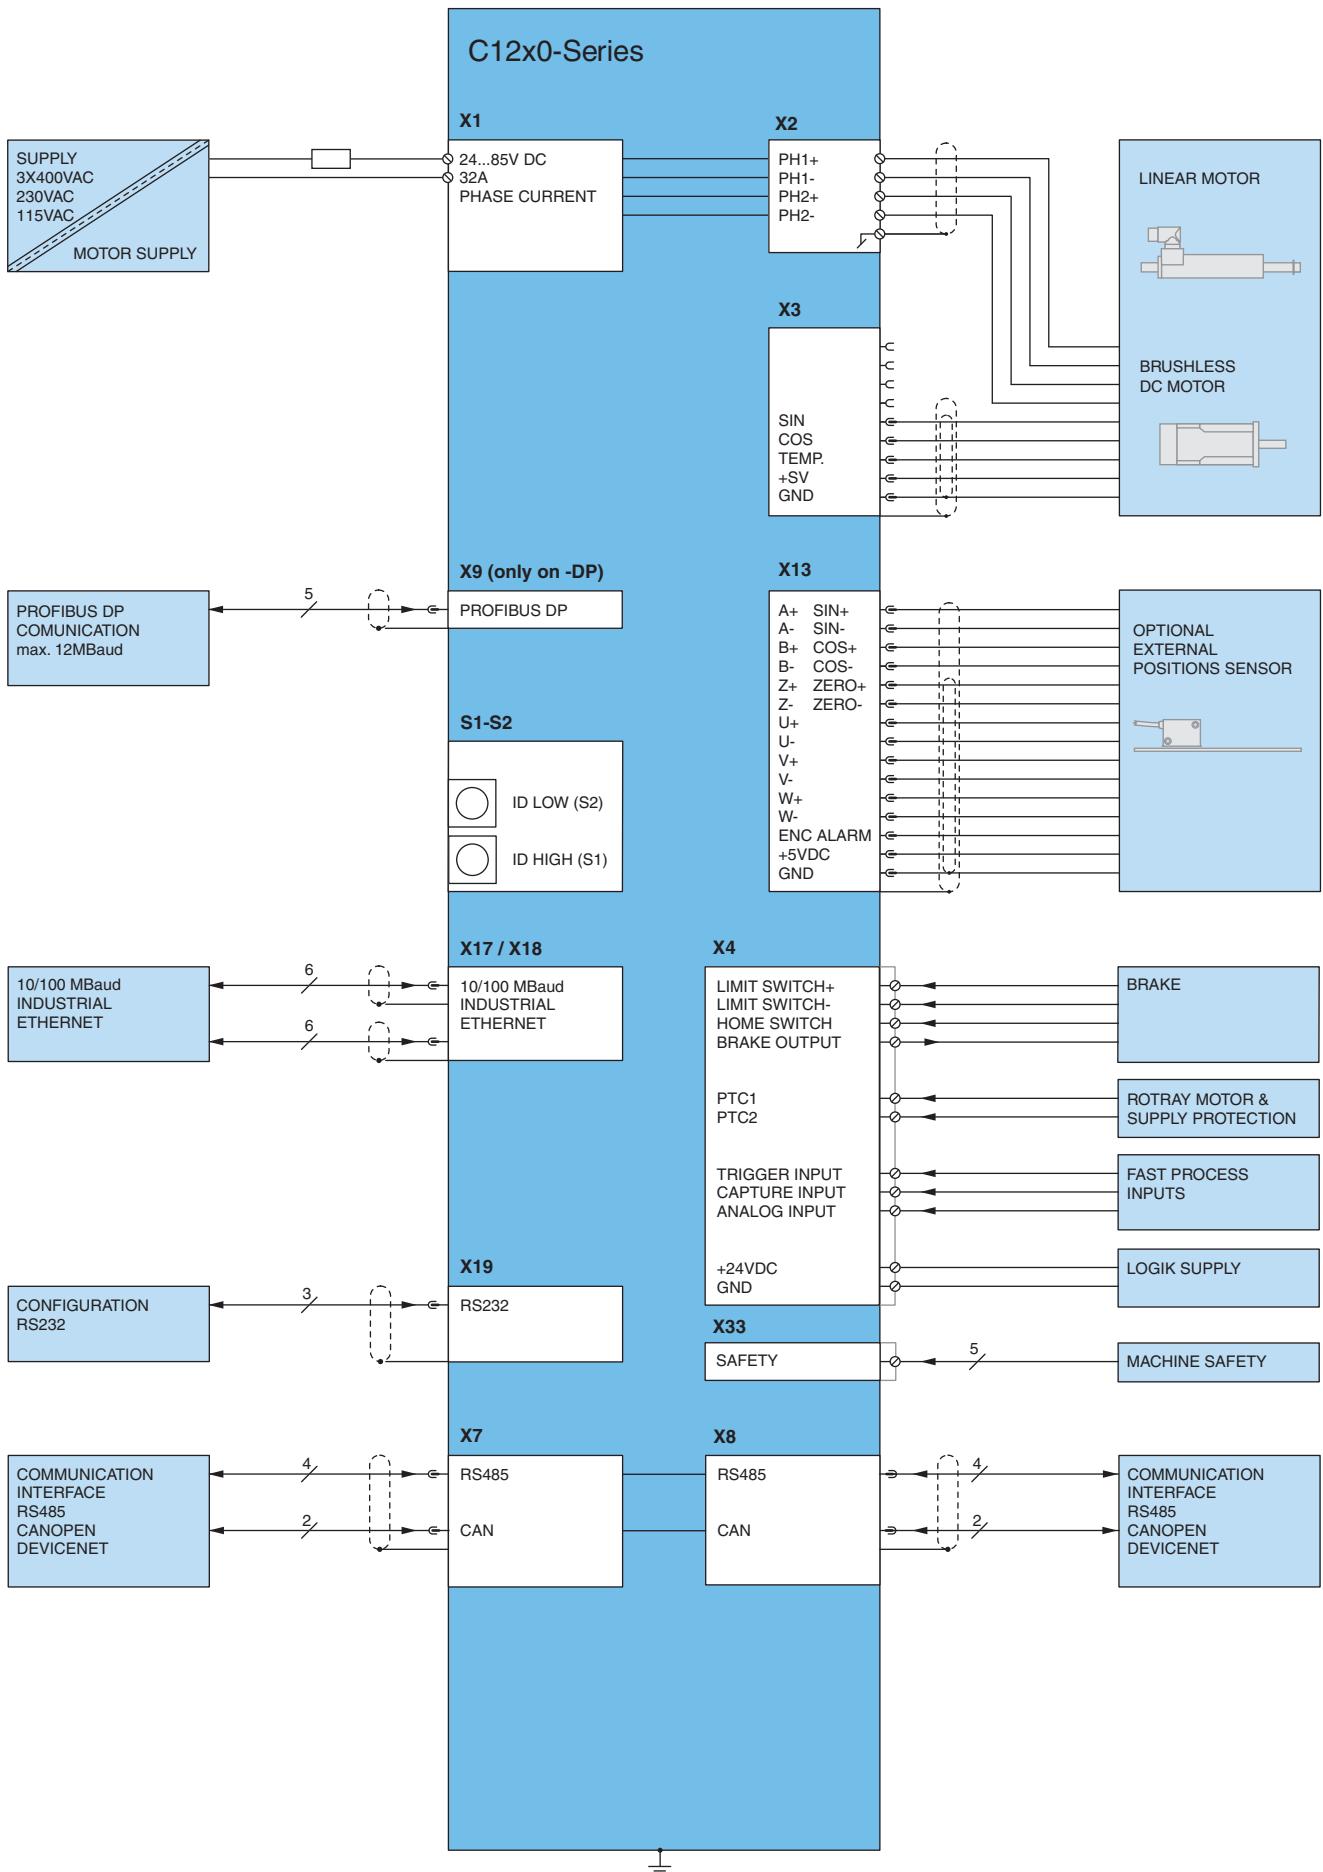 C12x0-Series
X1
X2
SUPPLY
3X400VAC
230VAC
115VAC
MOTOR SUPPLY
24...85V DC
32A
PHASE CURRENT
PH1+
PH1-
PH2+
PH2-
LINEAR MOTOR
BRUSHLESS
DC MOTOR
X3
SIN
COS
TEMP.
+SV
GND
X9 (only on -DP)
PROFIBUS DP
COMUNICATION
max. 12MBaud
5
PROFIBUS DP
X13
A+ SIN+
A- SIN-
B+ COS+
B- COS-
Z+ ZERO+
Z- ZERO-
U+
U-
V+
V-
W+
W-
ENC ALARM
+5VDC
GND
OPTIONAL
EXTERNAL
POSITIONS SENSOR
S1-S2
ID LOW (S2)
ID HIGH (S1)
X17 / X18
10/100 MBaud
INDUSTRIAL
ETHERNET
6
6
10/100 MBaud
INDUSTRIAL
ETHERNET
X4
LIMIT SWITCH+
LIMIT SWITCH-
HOME SWITCH
BRAKE OUTPUT
BRAKE
PTC1
PTC2
ROTRAY MOTOR &
SUPPLY PROTECTION
TRIGGER INPUT
CAPTURE INPUT
ANALOG INPUT
FAST PROCESS
INPUTS
+24VDC
GND
LOGIK SUPPLY
X19
CONFIGURATION
RS232
3
RS232
X33
SAFETY
5
MACHINE SAFETY
X7
X8
COMMUNICATION
INTERFACE
RS485
CANOPEN
DEVICENET
4
2
RS485
CAN
RS485
CAN
4
2
COMMUNICATION
INTERFACE
RS485
CANOPEN
DEVICENET